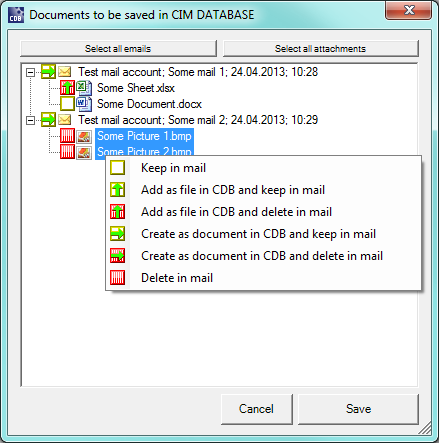 CDB Documents to be saved in CIM DATABASE
Select all emails Select all attachments
Test mail account; Some mail 1; 24.04.2013; 10:28
Some Sheet.xlsx
Some Document.docx
Test mail account; Some mail 2; 24.04.2013; 10:29
Some Picture 1.bmp
Some Picture 2.bmp
Keep in mail
Add as file in CDB and keep in mail
Add as file in CDB and delete in mail
Create as document in CDB and keep in mail
Create as document in CDB and delete in mail
Delete in mail
Cancel Save